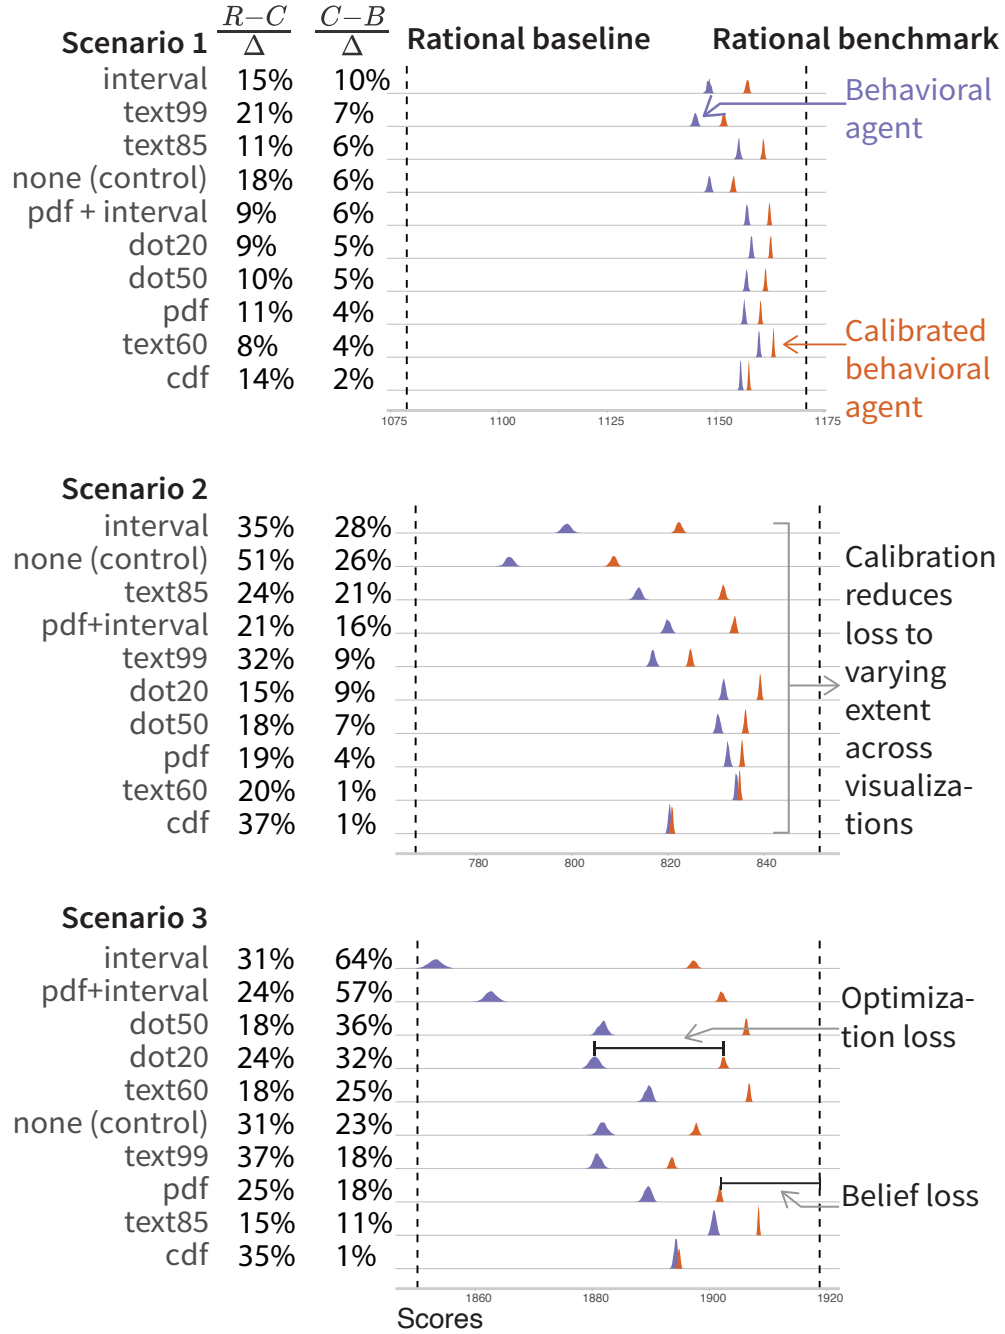 Scenario 1 R−C/Δ C−B/Δ Rational baseline Rational benchmark
interval 15% 10%
text99 21% 7%
text85 11% 6%
none (control) 18% 6%
pdf + interval 9% 6%
dot20 9% 5%
dot50 10% 5%
pdf 11% 4%
text60 8% 4%
cdf 14% 2%
Behavioral
agent
Calibrated
behavioral
agent
1075 1100 1125 1150 1175
Scenario 2
interval 35% 28%
none (control) 51% 26%
text85 24% 21%
pdf+interval 21% 16%
text99 32% 9%
dot20 15% 9%
dot50 18% 7%
pdf 19% 4%
text60 20% 1%
cdf 37% 1%
Calibration
reduces
loss to
varying
extent
across
visualiza-
tions
780 800 820 840
Scenario 3
interval 31% 64%
pdf+interval 24% 57%
dot50 18% 36%
dot20 24% 32%
text60 18% 25%
none (control) 31% 23%
text99 37% 18%
pdf 25% 18%
text85 15% 11%
cdf 35% 1%
Optimiza-
tion loss
Belief loss
1860 1880 1900 1920
Scores